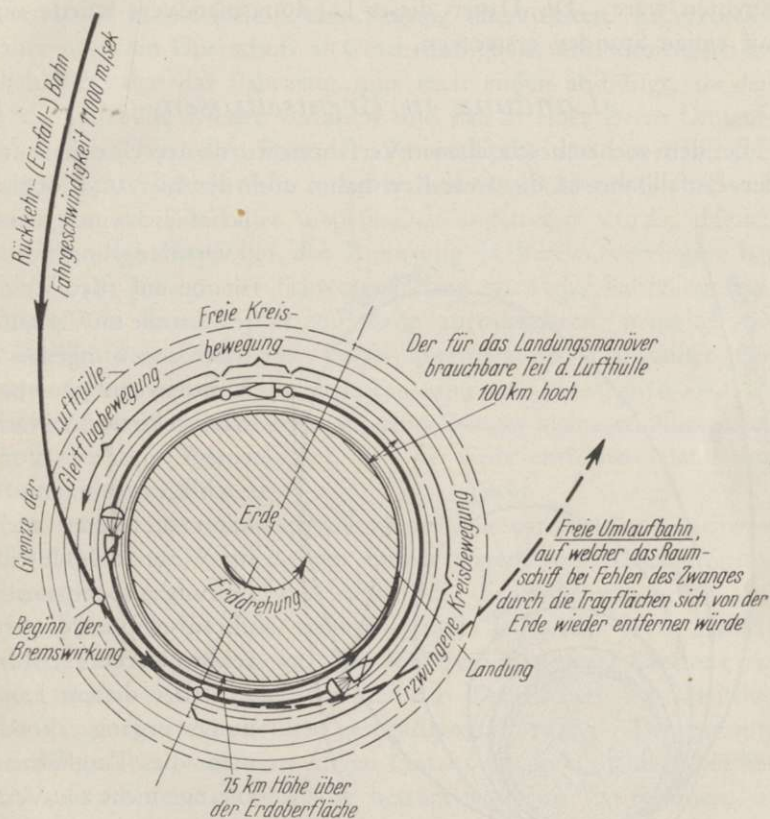 Rückkehr-(Einfall-) Bahn
Fahrgeschwindigkeit 11000 m/sek
Freie Kreis-
bewegung
Der für das Landungsmanöver
brauchbare Teil d. Lufthülle
100 km hoch
Grenze der Lufthülle
Gleitflugbewegung
Erde
Erddrehung
Erzwungene Kreisbewegung
Freie Umlaufbahn,
auf welcher das Raum-
schiff bei Fehlen des Zwanges
durch die Tragflächen sich von der
Erde wieder entfernen würde
Beginn der
Bremswirkung
Landung
75 km Höhe über
der Erdoberfläche